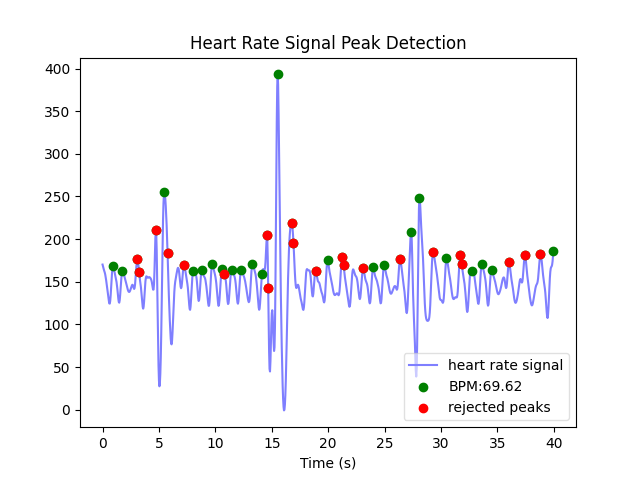 Heart Rate Signal Peak Detection
400
350
300
250
200
150
100
50
0
heart rate signal
BPM:69.62
rejected peaks
0 5 10 15 20 25 30 35 40
Time (s)